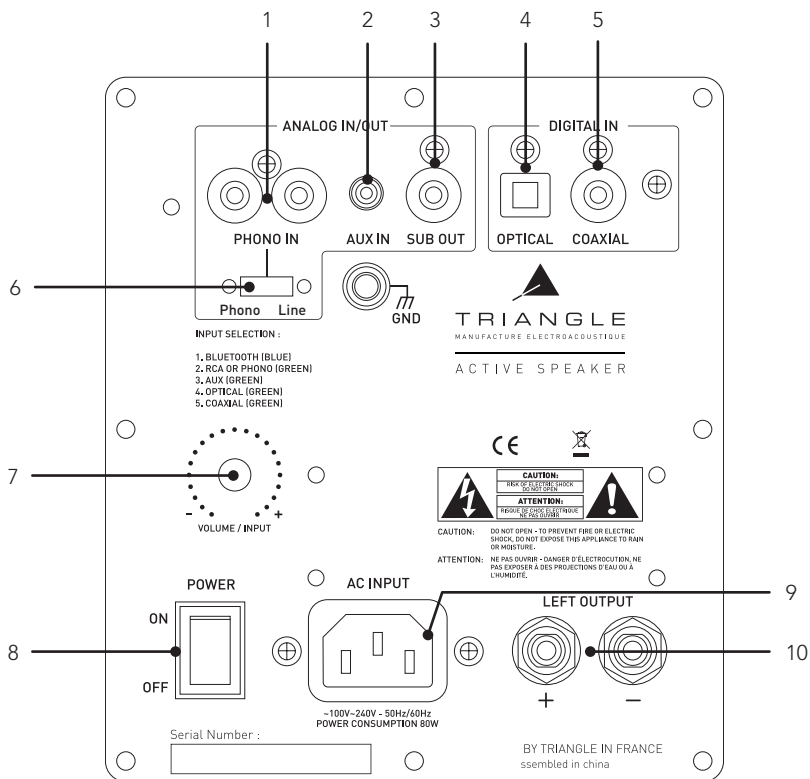 1 2 3 4 5
ANALOG IN/OUT
DIGITAL IN
PHONO IN
AUX IN
SUB OUT
OPTICAL
COAXIAL
6
Phono Line
GND
TRIANGLE
MANUFACTURE ELECTROACOUSTIQUE
ACTIVE SPEAKER
INPUT SELECTION :
1. BLUETOOTH (BLUE)
2. RCA OR PHONO (GREEN)
3. AUX (GREEN)
4. OPTICAL (GREEN)
5. COAXIAL (GREEN)
7
- +
VOLUME / INPUT
CE
CAUTION:
RISK OF ELECTRIC SHOCK
DO NOT OPEN
ATTENTION:
RISQUE DE CHOC ELECTRIQUE
NE PAS OUVRIR
CAUTION: DO NOT OPEN - TO PREVENT FIRE OR ELECTRIC
SHOCK, DO NOT EXPOSE THIS APPLIANCE TO RAIN
OR MOISTURE.
ATTENTION: NE PAS OUVRIR - DANGER D'ÉLECTROCUTION, NE
PAS EXPOSER À DES PROJECTIONS D'EAU OU À
L'HUMIDITÉ.
POWER
ON
OFF
8
AC INPUT
9
~100V~240V - 50Hz/60Hz
POWER CONSUMPTION 80W
LEFT OUTPUT
10
+ −
Serial Number :
BY TRIANGLE IN FRANCE
ssembled in china